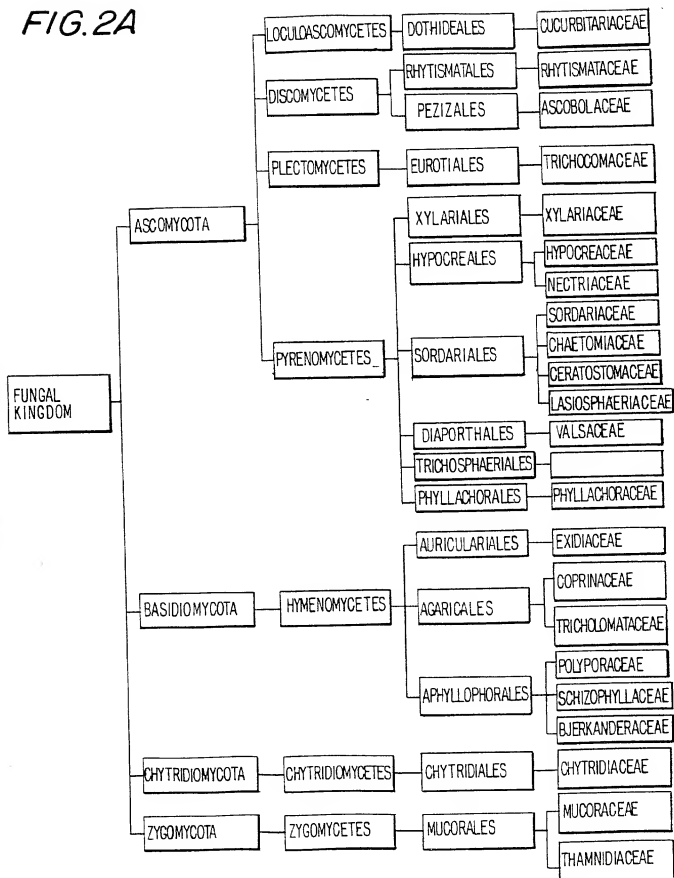 FIG.2A
LOCULOASCOMYCETES
DOTHIDEALES
CUCURBITARIACEAE
DISCOMYCETES
RHYTISMATALES
RHYTISMATACEAE
PEZIZALES
ASCOBOLACEAE
PLECTOMYCETES
EUROTIALES
TRICHOCOMACEAE
ASCOMYCOTA
XYLARIALES
XYLARIACEAE
HYPOCREALES
HYPOCREACEAE
NECTRIACEAE
PYRENOMYCETES
SORDARIALES
SORDARIACEAE
CHAETOMIACEAE
CERATOSTOMACEAE
LASIOSPHAERIACEAE
FUNGAL
KINGDOM
DIAPORTHALES
VALSACEAE
TRICHOSPHAERIALES
PHYLLACHORALES
PHYLLACHORACEAE
BASIDIOMYCOTA
HYMENOMYCETES
AURICULARIALES
EXIDIACEAE
AGARICALES
COPRINACEAE
TRICHOLOMATACEAE
APHYLLOPHORALES
POLYPORACEAE
SCHIZOPHYLLACEAE
BJERKANDERACEAE
CHYTRIDIOMYCOTA
CHYTRIDIOMYCETES
CHYTRIDIALES
CHYTRIDIACEAE
ZYGOMYCOTA
ZYGOMYCETES
MUCORALES
MUCORACEAE
THAMNIDIACEAE